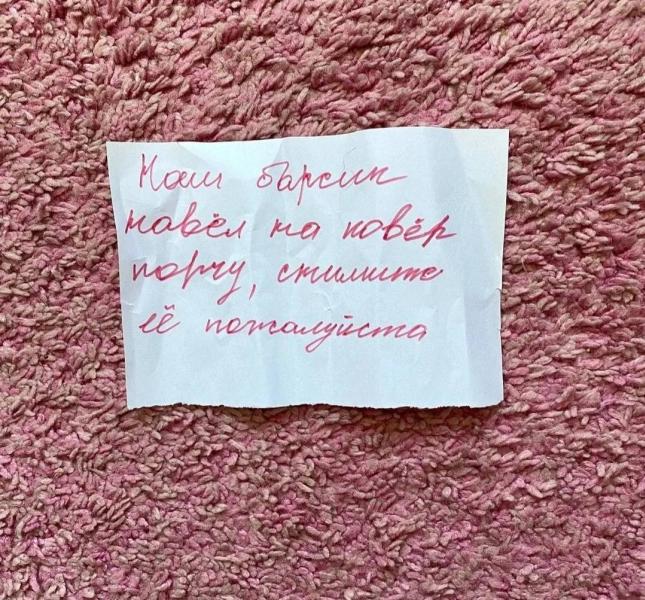 Наш барсик
навёл на ковёр
порчу, снимите
её пожалуйста